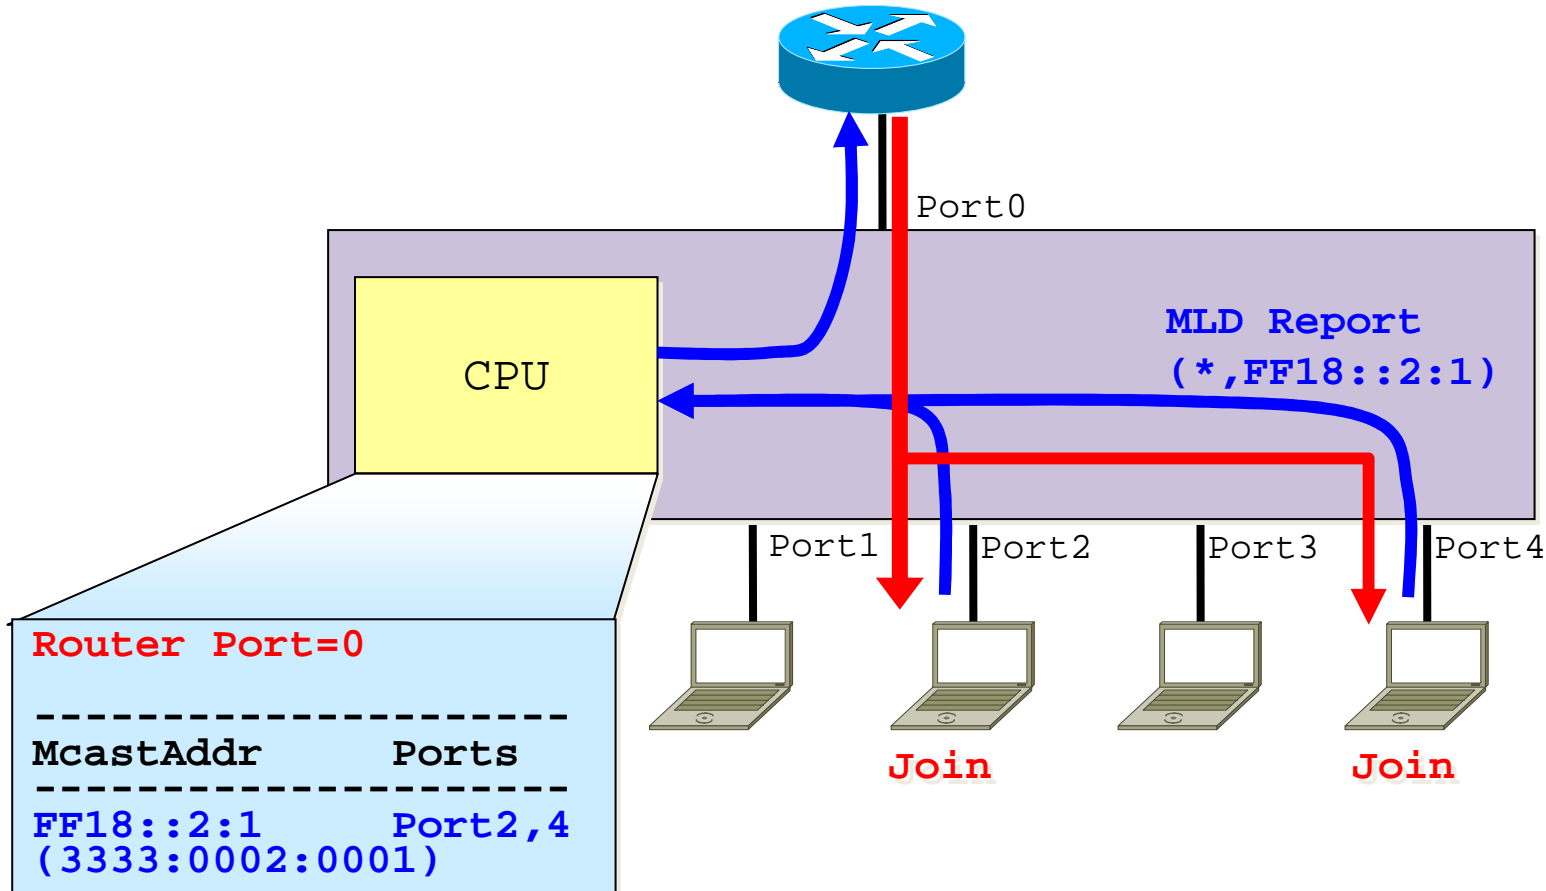 Port0
MLD Report
(*,FF18::2:1)
CPU
Port1
Port2
Port3
Port4
Router Port=0
---------------------
McastAddr Ports
---------------------
FF18::2:1 Port2,4
(3333:0002:0001)
Join
Join